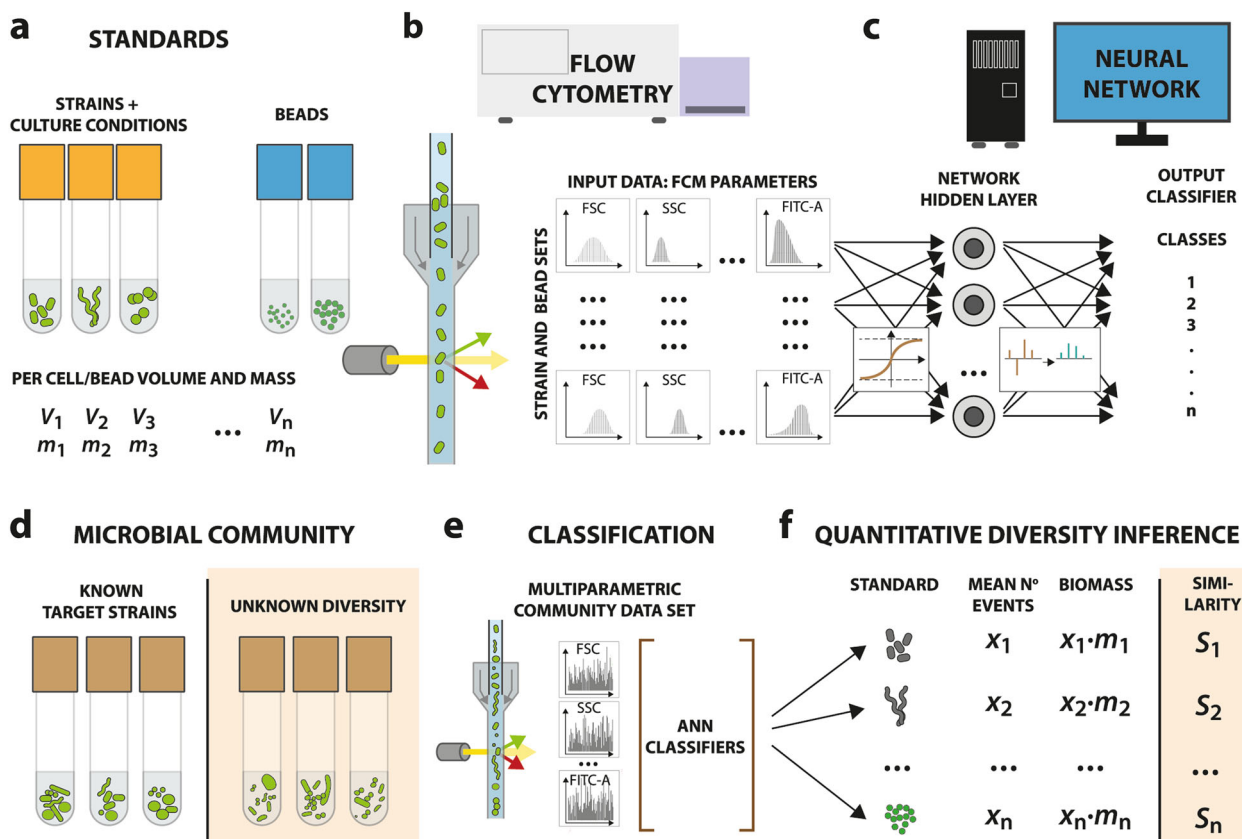 a
STANDARDS
STRAINS +
CULTURE CONDITIONS
BEADS
PER CELL/BEAD VOLUME AND MASS
V1 V2 V3 ... Vn
m1 m2 m3 mn
b
FLOW
CYTOMETRY
INPUT DATA: FCM PARAMETERS
STRAIN AND BEAD SETS
FSC SSC ... FITC-A
... ... ...
... ... ...
... ... ...
FSC SSC ... FITC-A
c
NEURAL
NETWORK
NETWORK
HIDDEN LAYER
...
OUTPUT
CLASSIFIER
CLASSES
1
2
3
.
.
.
n
d
MICROBIAL COMMUNITY
KNOWN
TARGET STRAINS
UNKNOWN DIVERSITY
e
CLASSIFICATION
MULTIPARAMETRIC
COMMUNITY DATA SET
FSC
SSC
...
FITC-A
ANN
CLASSIFIERS
f
QUANTITATIVE DIVERSITY INFERENCE
STANDARD
MEAN Nº
EVENTS
BIOMASS
SIMI-
LARITY
x1 x1·m1 S1
x2 x2·m2 S2
... ... ... ...
xn xn·mn Sn